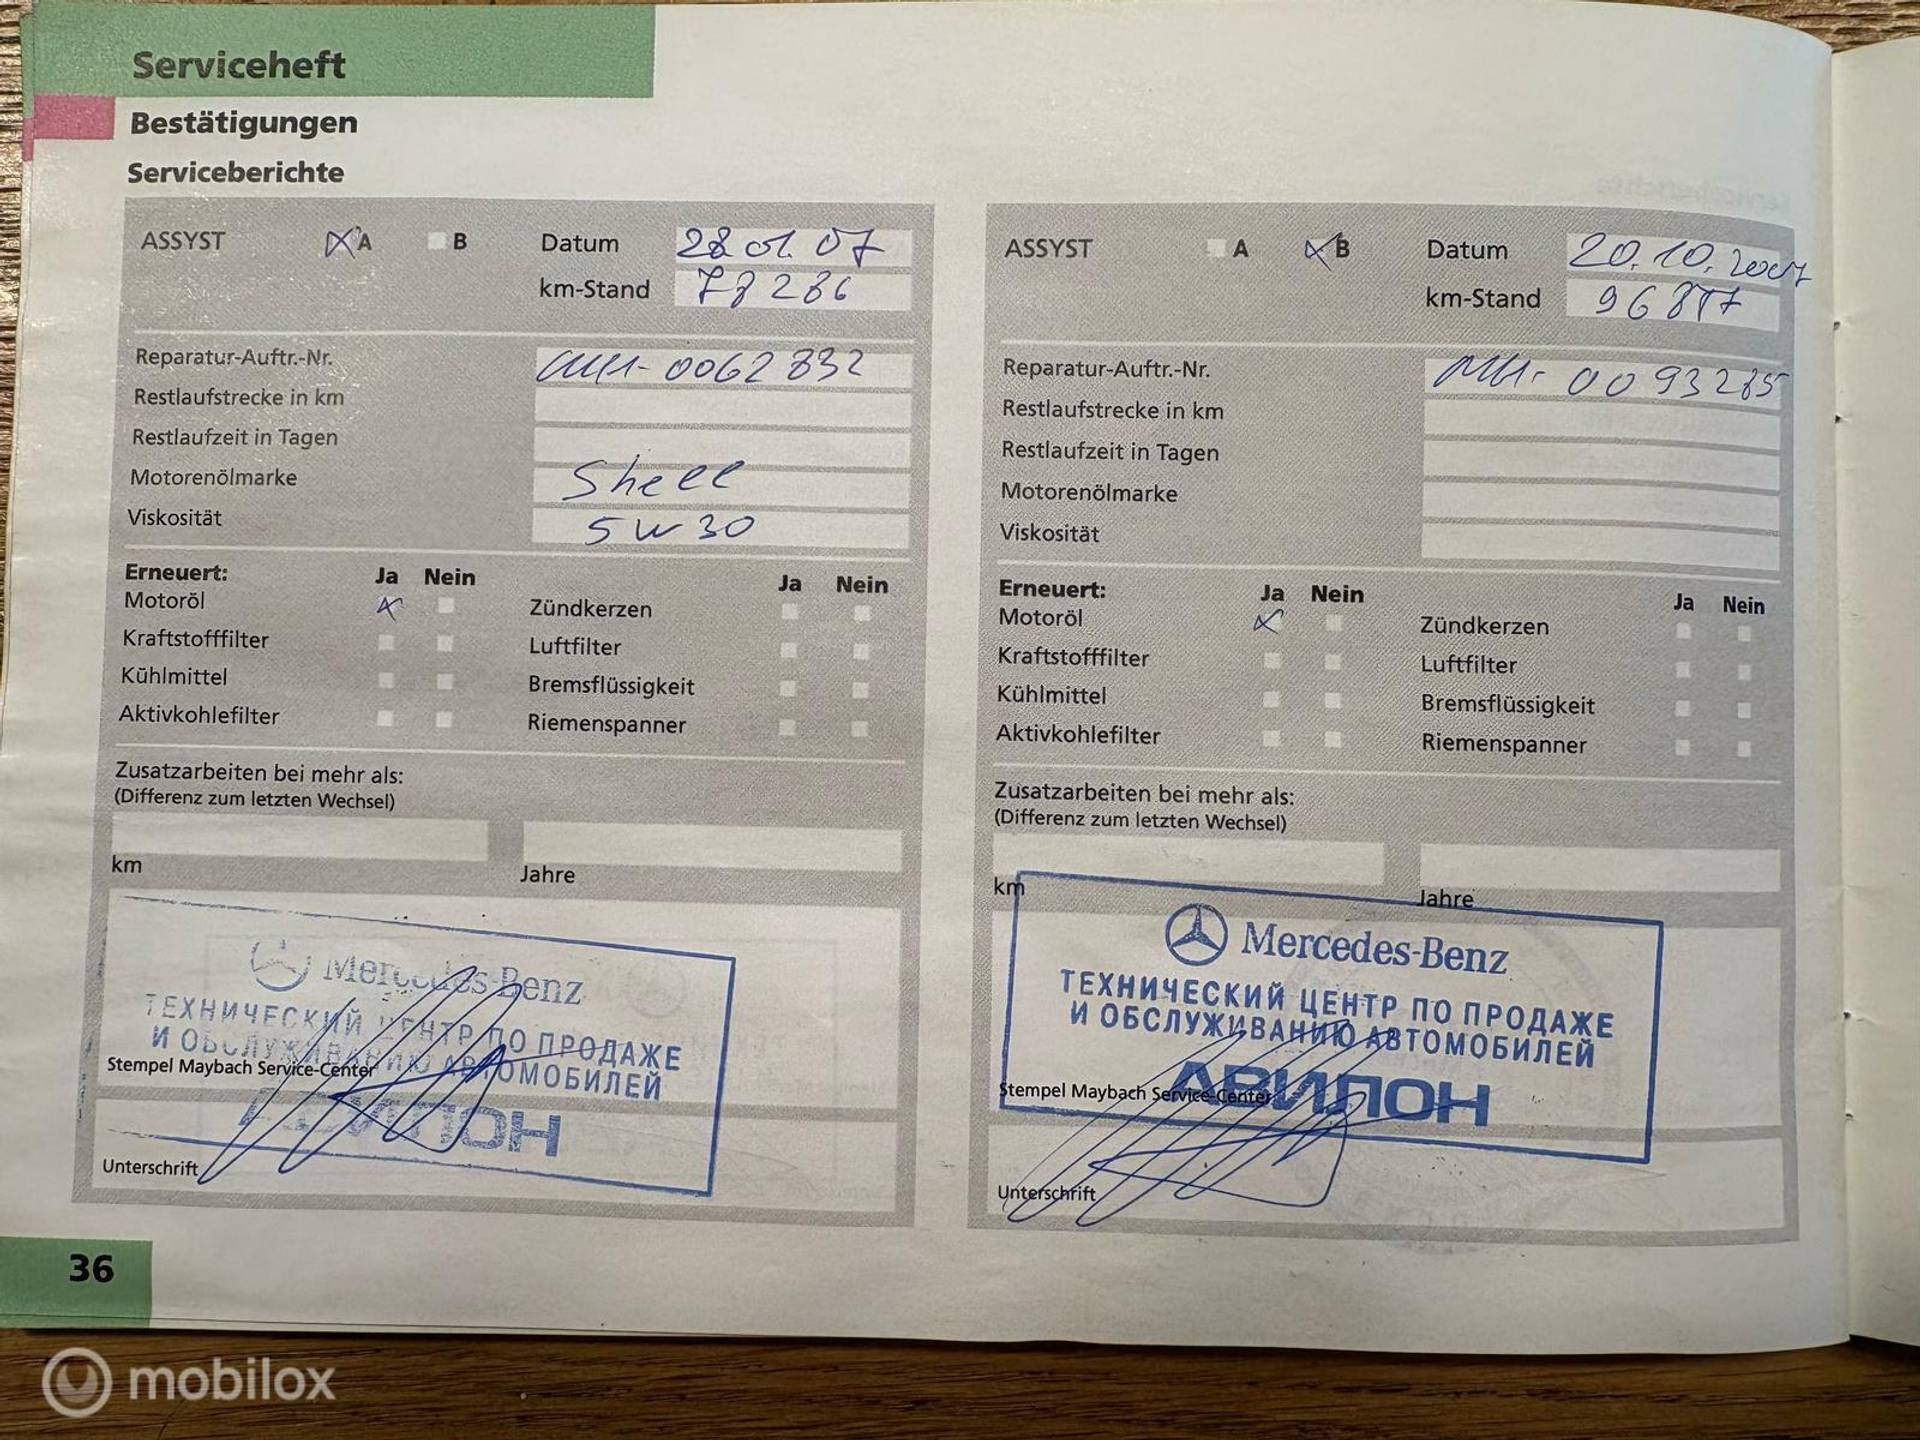 Serviceheft
Bestätigungen
Serviceberichte
ASSYST A B Datum 28.01.07
km-Stand 78286
Reparatur-Auftr.-Nr. 0062832
Restlaufstrecke in km
Restlaufzeit in Tagen
Motorenölmarke Shell
Viskosität 5W30
Erneuert: Ja Nein Ja Nein
Motoröl Zündkerzen
Kraftstofffilter Luftfilter
Kühlmittel Bremsflüssigkeit
Aktivkohlefilter Riemenspanner
Zusatzarbeiten bei mehr als:
(Differenz zum letzten Wechsel)
km Jahre
Mercedes-Benz
ТЕХНИЧЕСКИЙ ЦЕНТР ПО ПРОДАЖЕ
И ОБСЛУЖИВАНИЮ АВТОМОБИЛЕЙ
Stempel Maybach Service-Center
АВИЛОН
Unterschrift
ASSYST A B Datum 20.10.2007
km-Stand
Reparatur-Auftr.-Nr. 0093285
Restlaufstrecke in km
Restlaufzeit in Tagen
Motorenölmarke
Viskosität
Erneuert: Ja Nein Ja Nein
Motoröl Zündkerzen
Kraftstofffilter Luftfilter
Kühlmittel Bremsflüssigkeit
Aktivkohlefilter Riemenspanner
Zusatzarbeiten bei mehr als:
(Differenz zum letzten Wechsel)
km Jahre
Mercedes-Benz
ТЕХНИЧЕСКИЙ ЦЕНТР ПО ПРОДАЖЕ
И ОБСЛУЖИВАНИЮ АВТОМОБИЛЕЙ
Stempel Maybach Service-Center
АВИЛОН
Unterschrift
36
mobilox